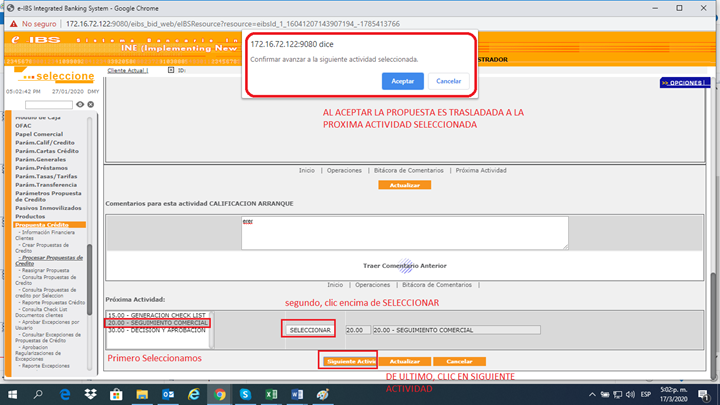 e-IBS Integrated Banking System - Google Chrome
No seguro | 172.16.72.122:9080/eibs_bid_web/eIBSResource?resource=eibsId_1_16041207143907194_-1785413766
e IBS
Sistema Bancario
INE (Implementing New
STRADOR
172.16.72.122:9080 dice
Confirmar avanzar a la siguiente actividad seleccionada.
Aceptar
Cancelar
...seleccione
Cliente Actual |
ID:
>> OPCIONES |
05:02:42 PM 27/01/2020 DMY
AL ACEPTAR LA PROPUESTA ES TRASLADADA A LA
PROXIMA ACTIVIDAD SELECCIONADA
Modulo de Caja
OFAC
Papel Comercial
Parám.Calif/Credito
Parám.Cartas Crédito
Parám.Generales
Parám.Préstamos
Parám.Tasas/Tarifas
Parám.Transferencia
Parámetros Propuesta
de Credito
Pasivos Inmovilizados
Productos
Propuesta Crédito
- Información Financiera
Clientes
- Crear Propuestas de
Credito
- Procesar Propuestas de
Credito
- Reasignar Propuesta
- Consulta Propuestas de
Credito
- Consulta Propuestas de
credito por Seleccion
- Reporte Propuestas Crédito
- Consulta Check List
Documentos clientes
- Aprobar Excepciones por
Usuario
- Consultar Excepciones de
Propuestas de Crédito
- Aprobacion
Regularizaciones de
Excepciones
- Reporte Excepciones
Inicio | Operaciones | Bitácora de Comentarios | Próxima Actividad
Actualizar
Comentarios para esta actividad CALIFICACION ARRANQUE
Traer Comentario Anterior
Inicio | Operaciones | Bitácora de Comentarios |
Próxima Actividad:
segundo, clic encima de SELECCIONAR
15.00 - GENERACION CHECK LIST
20.00 - SEGUIMIENTO COMERCIAL
30.00 - DECISION Y APROBACION
SELECCIONAR
20.00
20.00 - SEGUIMIENTO COMERCIAL
Primero Seleccionamos
Siguiente Activi
Actualizar
Cancelar
DE ULTIMO, CLIC EN SIGUIENTE
ACTIVIDAD
ESP
5:02 p. m.
17/3/2020